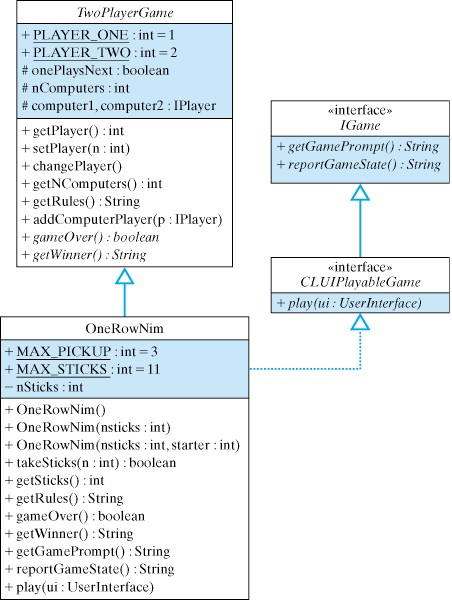 TwoPlayerGame
+ PLAYER_ONE : int = 1
+ PLAYER_TWO : int = 2
# onePlaysNext : boolean
# nComputers : int
# computer1, computer2 : IPlayer
+ getPlayer() : int
+ setPlayer(n : int)
+ changePlayer()
+ getNComputers() : int
+ getRules() : String
+ addComputerPlayer(p : IPlayer)
+ gameOver() : boolean
+ getWinner() : String
«interface»
IGame
+ getGamePrompt() : String
+ reportGameState() : String
«interface»
CLUIPlayableGame
+ play(ui : UserInterface)
OneRowNim
+ MAX_PICKUP : int = 3
+ MAX_STICKS : int = 11
− nSticks : int
+ OneRowNim()
+ OneRowNim(nsticks : int)
+ OneRowNim(nsticks : int, starter : int)
+ takeSticks(n : int) : boolean
+ getSticks() : int
+ getRules() : String
+ gameOver() : boolean
+ getWinner() : String
+ getGamePrompt() : String
+ reportGameState() : String
+ play(ui : UserInterface)